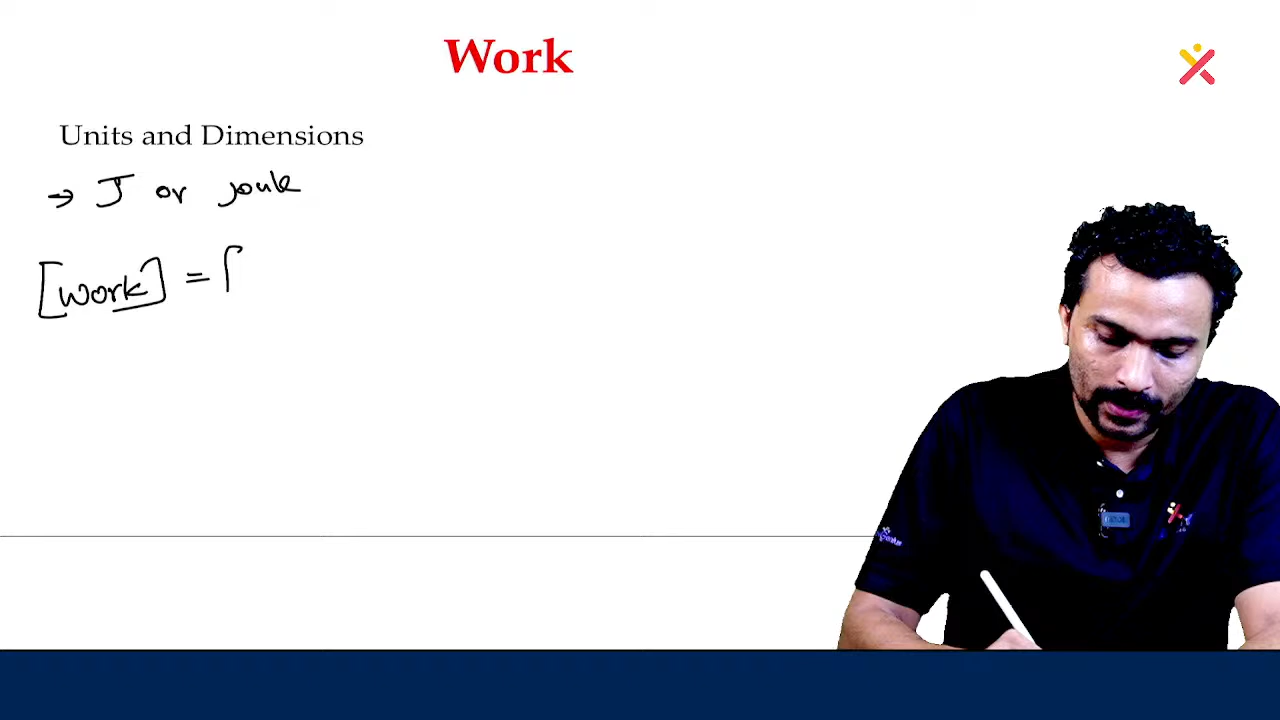 Work
Units and Dimensions
→ J or joule
[work] = [